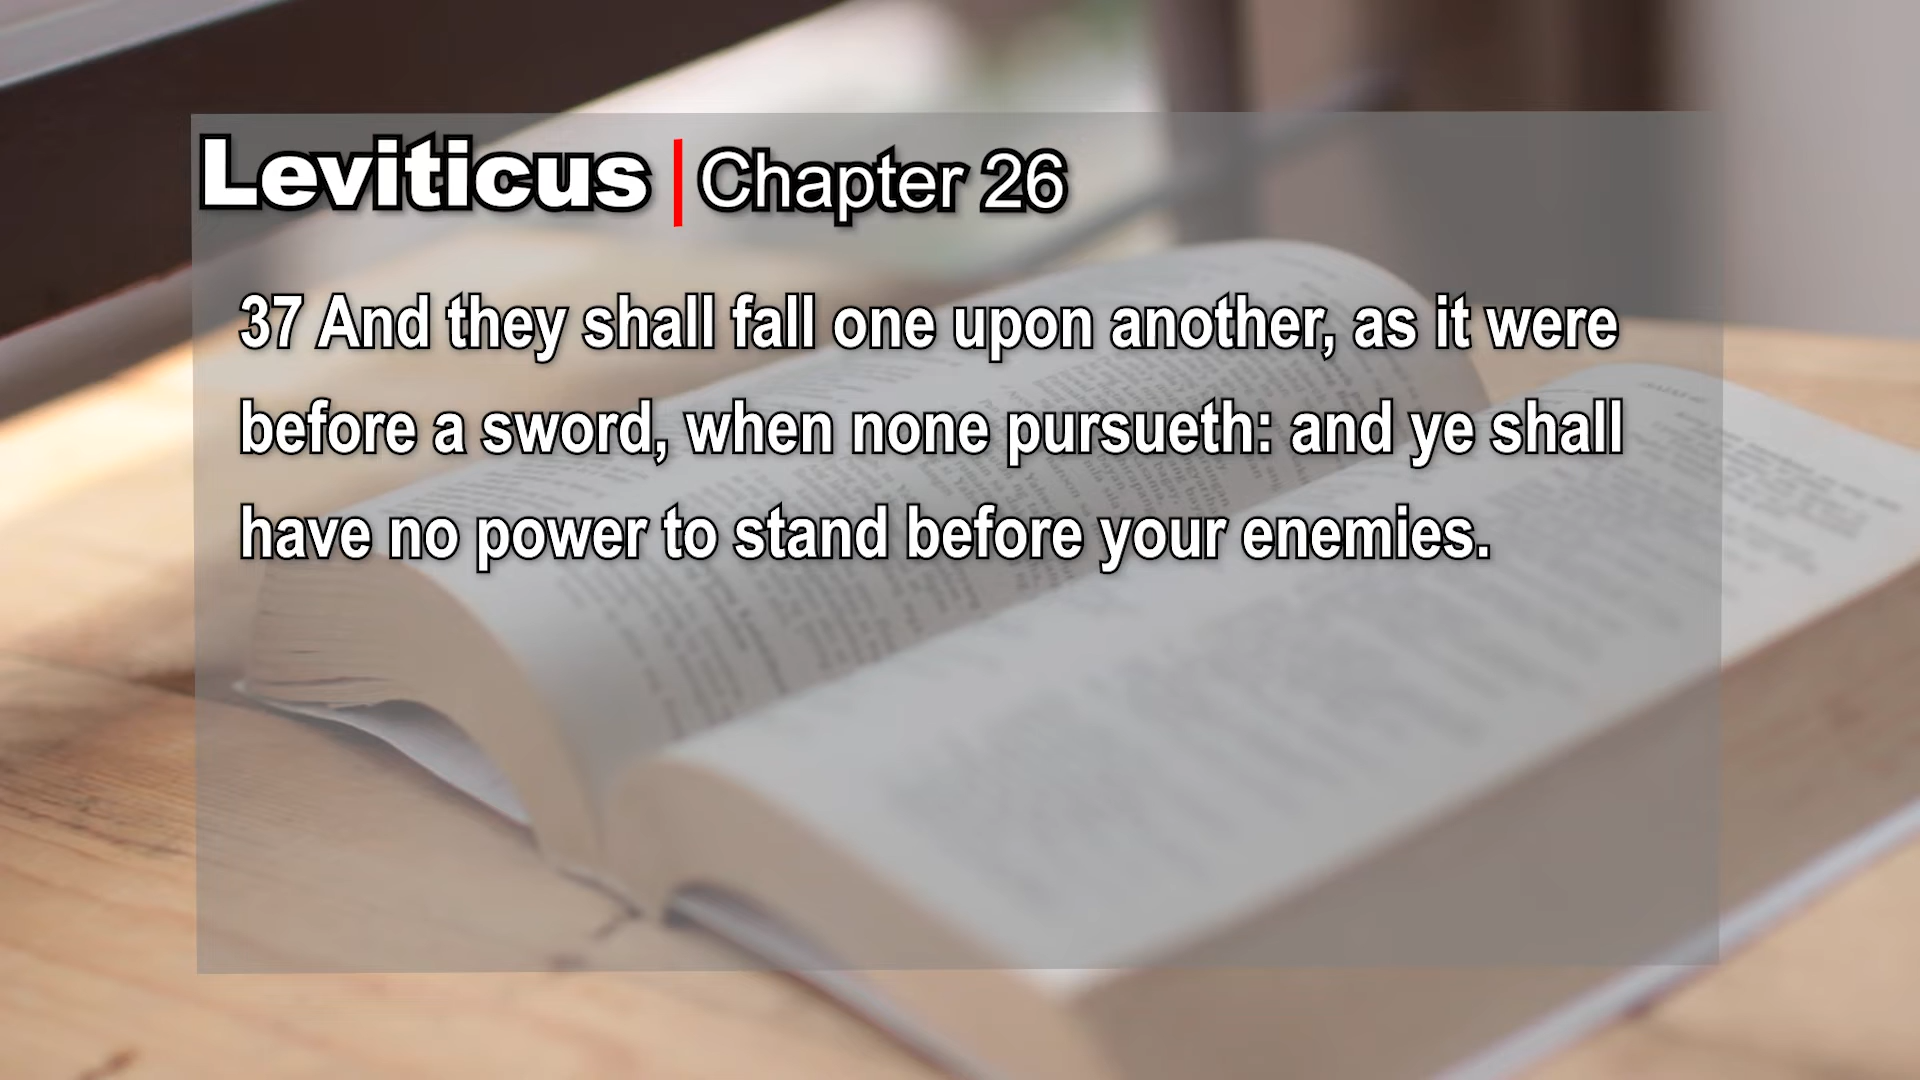 Leviticus | Chapter 26
37 And they shall fall one upon another, as it were
before a sword, when none pursueth: and ye shall
have no power to stand before your enemies.